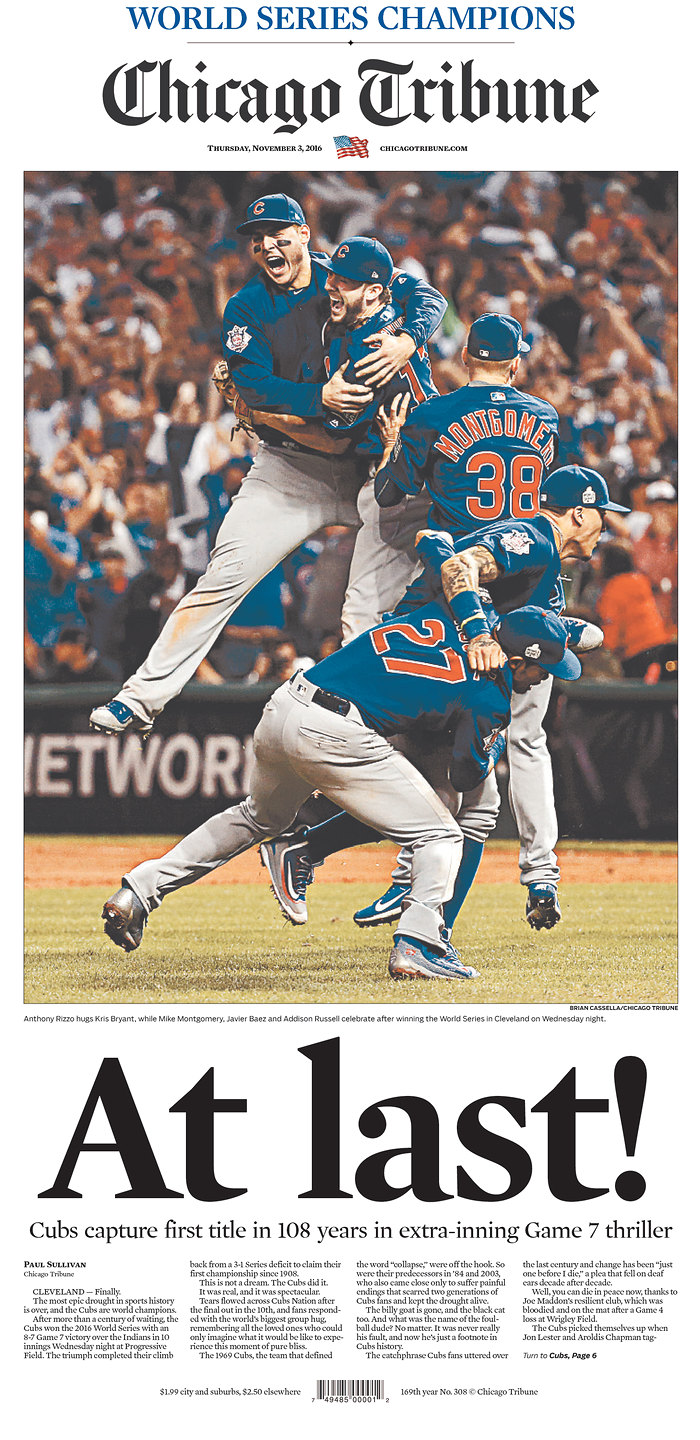 WORLD SERIES CHAMPIONS
Chicago Tribune
THURSDAY, NOVEMBER 3, 2016
CHICAGOTRIBUNE.COM
C
C
MONTGOMER
38
27
NETWOR
BRIAN CASSELLA/CHICAGO TRIBUNE
Anthony Rizzo hugs Kris Bryant, while Mike Montgomery, Javier Baez and Addison Russell celebrate after winning the World Series in Cleveland on Wednesday night.
At last!
Cubs capture first title in 108 years in extra-inning Game 7 thriller
PAUL SULLIVAN
Chicago Tribune
CLEVELAND — Finally.
The most epic drought in sports history
is over, and the Cubs are world champions.
After more than a century of waiting, the
Cubs won the 2016 World Series with an
8-7 Game 7 victory over the Indians in 10
innings Wednesday night at Progressive
Field. The triumph completed their climb
back from a 3-1 Series deficit to claim their
first championship since 1908.
This is not a dream. The Cubs did it.
It was real, and it was spectacular.
Tears flowed across Cubs Nation after
the final out in the 10th, and fans respond-
ed with the world's biggest group hug,
remembering all the loved ones who could
only imagine what it would be like to expe-
rience this moment of pure bliss.
The 1969 Cubs, the team that defined
the word "collapse," were off the hook. So
were their predecessors in '84 and 2003,
who also came close only to suffer painful
endings that scarred two generations of
Cubs fans and kept the drought alive.
The billy goat is gone, and the black cat
too. And what was the name of the foul-
ball dude? No matter. It was never really
his fault, and now he's just a footnote in
Cubs history.
The catchphrase Cubs fans uttered over
the last century and change has been "just
one before I die," a plea that fell on deaf
ears decade after decade.
Well, you can die in peace now, thanks to
Joe Maddon's resilient club, which was
bloodied and on the mat after a Game 4
loss at Wrigley Field.
The Cubs picked themselves up when
Jon Lester and Aroldis Chapman tag-
Turn to Cubs, Page 6
$1.99 city and suburbs, $2.50 elsewhere
7 49485 00001 2
169th year No. 308 © Chicago Tribune